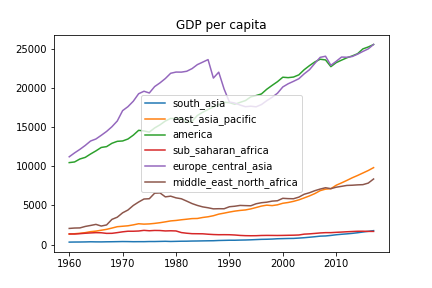 GDP per capita
25000
20000
15000
10000
5000
0
south_asia
east_asia_pacific
america
sub_saharan_africa
europe_central_asia
middle_east_north_africa
1960 1970 1980 1990 2000 2010